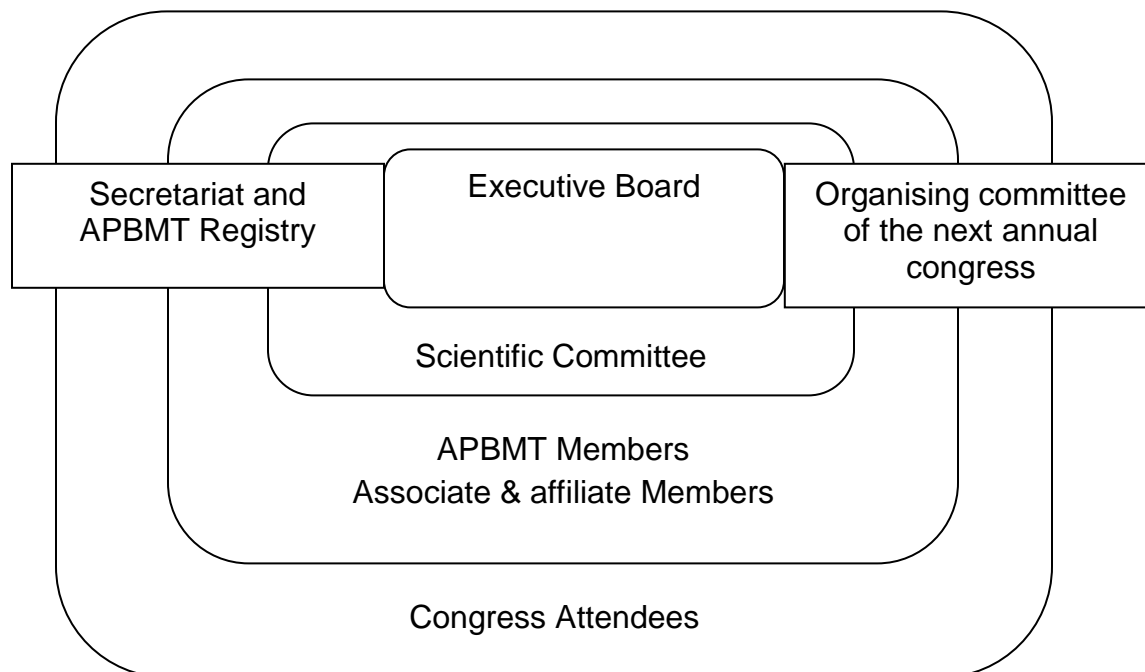 Secretariat and
APBMT Registry
Executive Board
Organising committee
of the next annual
congress
Scientific Committee
APBMT Members
Associate & affiliate Members
Congress Attendees